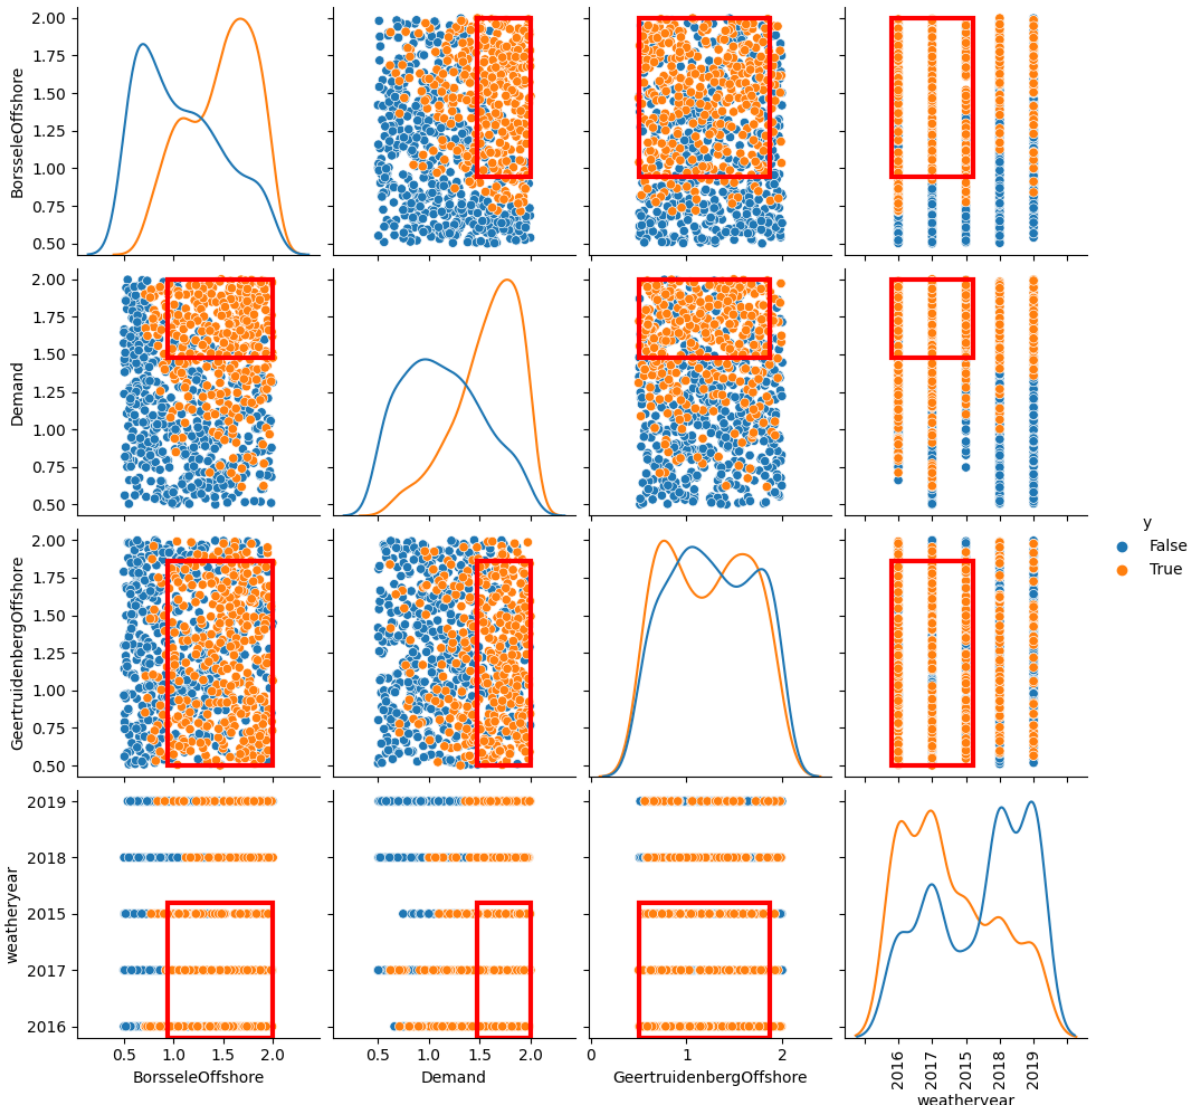 2.00
1.75
1.50
1.25
1.00
0.75
0.50
BorsseleOffshore
2.00
1.75
1.50
1.25
1.00
0.75
0.50
Demand
2.00
1.75
1.50
1.25
1.00
0.75
0.50
GeertruidenbergOffshore
2019
2018
2015
2017
2016
weatheryear
0.5 1.0 1.5 2.0
BorsseleOffshore
0.5 1.0 1.5 2.0
Demand
0 1 2
GeertruidenbergOffshore
2016 2017 2015 2018 2019
weatheryear
y
False
True